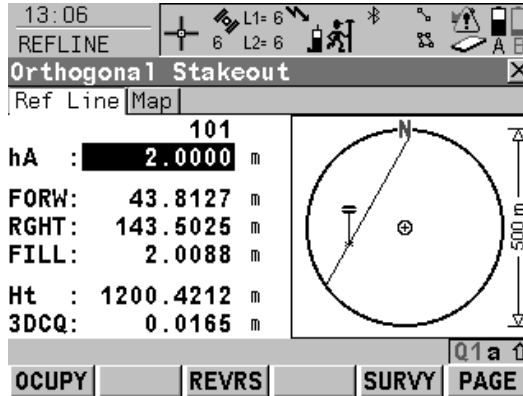 13:06
REFLINE
6
L1= 6
L2= 6
A B
Orthogonal Stakeout
Ref Line Map
101
hA : 2.0000 m
FORW: 43.8127 m
RGHT: 143.5025 m
FILL: 2.0088 m
Ht : 1200.4212 m
3DCQ: 0.0165 m
N
500 m
Q1 a
OCUPY REVRS SURVY PAGE